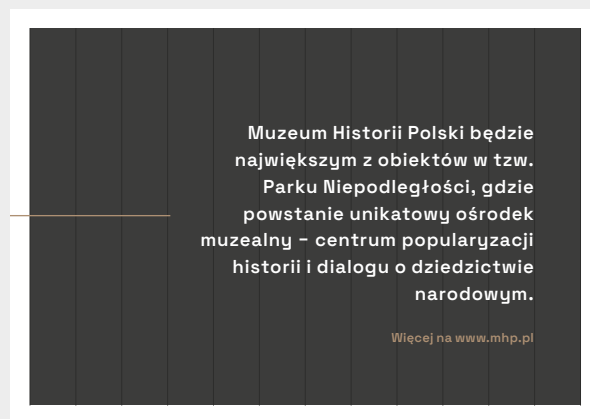 Muzeum Historii Polski będzie
największym z obiektów w tzw.
Parku Niepodległości, gdzie
powstanie unikatowy ośrodek
muzealny – centrum popularyzacji
historii i dialogu o dziedzictwie
narodowym.
Więcej na www.mhp.pl